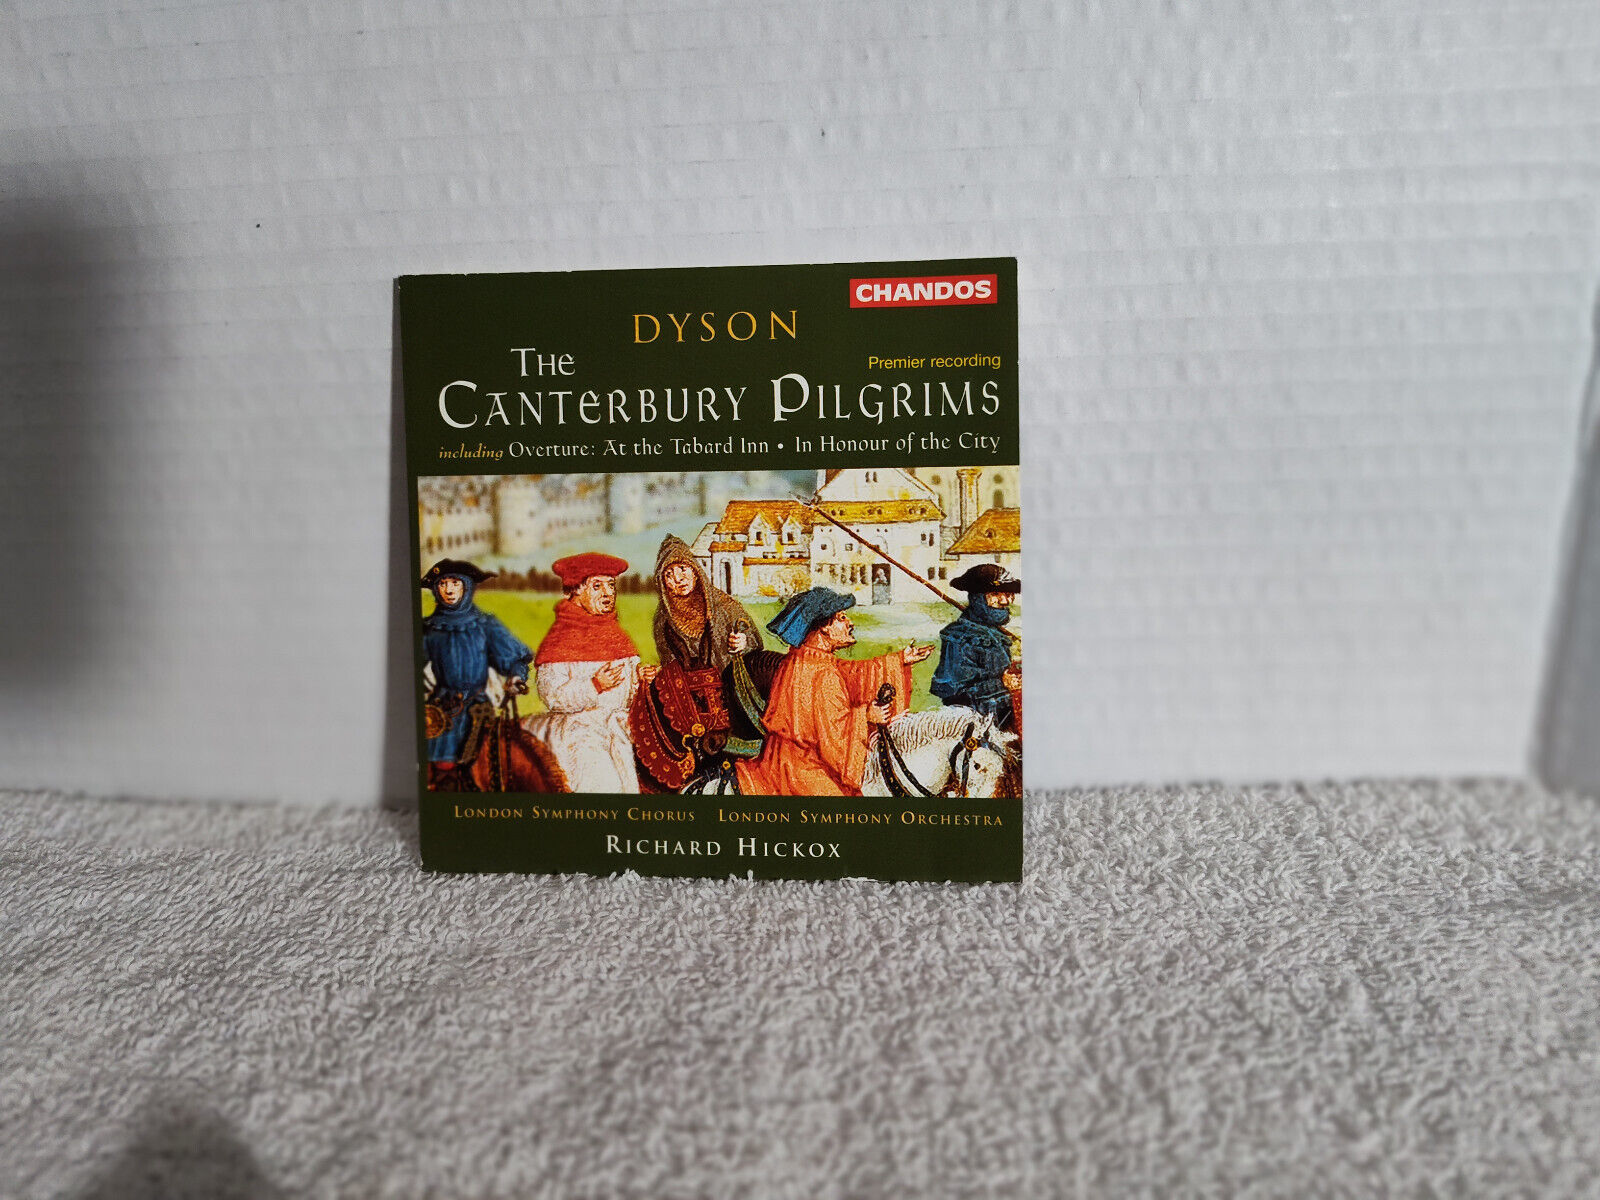 CHANDOS
DYSON
Premier recording
THE
CANTERBURY PILGRIMS
including Overture: At the Tabard Inn • In Honour of the City
LONDON SYMPHONY CHORUS LONDON SYMPHONY ORCHESTRA
RICHARD HICKOX